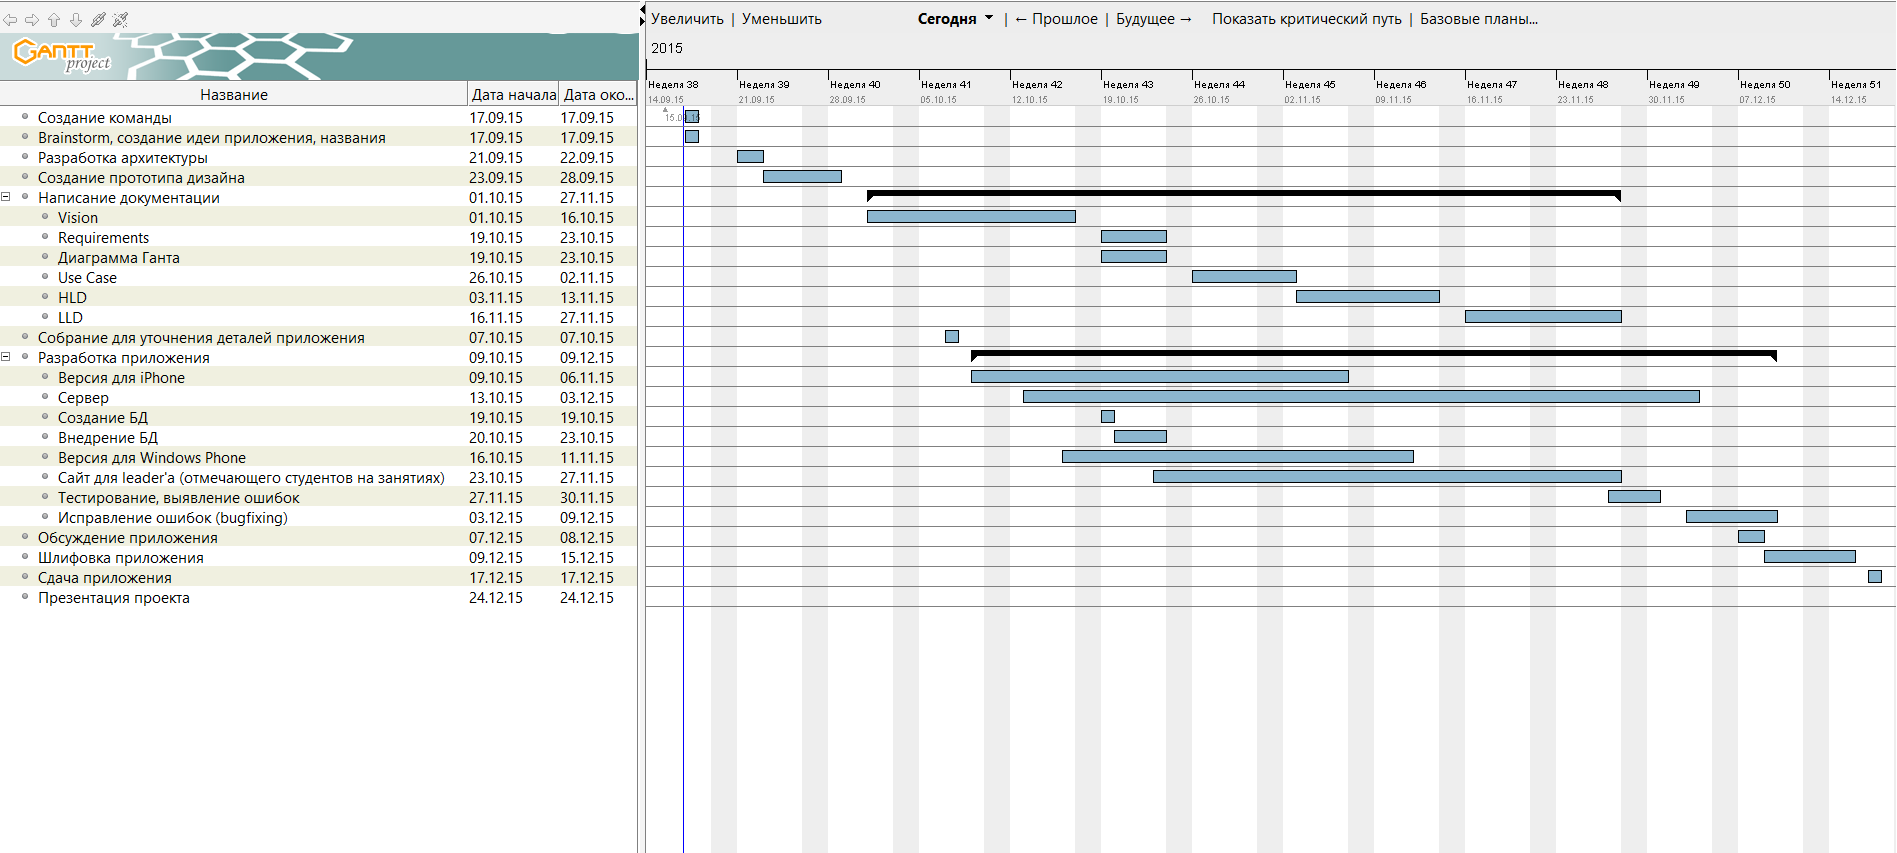 Увеличить | Уменьшить Сегодня | ← Прошлое | Будущее → Показать критический путь | Базовые планы...
GANTT
project
2015
Неделя 38 Неделя 39 Неделя 40 Неделя 41 Неделя 42 Неделя 43 Неделя 44 Неделя 45 Неделя 46 Неделя 47 Неделя 48 Неделя 49 Неделя 50 Неделя 51
14.09.15 21.09.15 28.09.15 05.10.15 12.10.15 19.10.15 26.10.15 02.11.15 09.11.15 16.11.15 23.11.15 30.11.15 07.12.15 14.12.15
Название Дата начала Дата око...
Создание команды 17.09.15 17.09.15 15.09.15
Brainstorm, создание идеи приложения, названия 17.09.15 17.09.15
Разработка архитектуры 21.09.15 22.09.15
Создание прототипа дизайна 23.09.15 28.09.15
Написание документации 01.10.15 27.11.15
Vision 01.10.15 16.10.15
Requirements 19.10.15 23.10.15
Диаграмма Ганта 19.10.15 23.10.15
Use Case 26.10.15 02.11.15
HLD 03.11.15 13.11.15
LLD 16.11.15 27.11.15
Собрание для уточнения деталей приложения 07.10.15 07.10.15
Разработка приложения 09.10.15 09.12.15
Версия для iPhone 09.10.15 06.11.15
Сервер 13.10.15 03.12.15
Создание БД 19.10.15 19.10.15
Внедрение БД 20.10.15 23.10.15
Версия для Windows Phone 16.10.15 11.11.15
Сайт для leader'a (отмечающего студентов на занятиях) 23.10.15 27.11.15
Тестирование, выявление ошибок 27.11.15 30.11.15
Исправление ошибок (bugfixing) 03.12.15 09.12.15
Обсуждение приложения 07.12.15 08.12.15
Шлифовка приложения 09.12.15 15.12.15
Сдача приложения 17.12.15 17.12.15
Презентация проекта 24.12.15 24.12.15